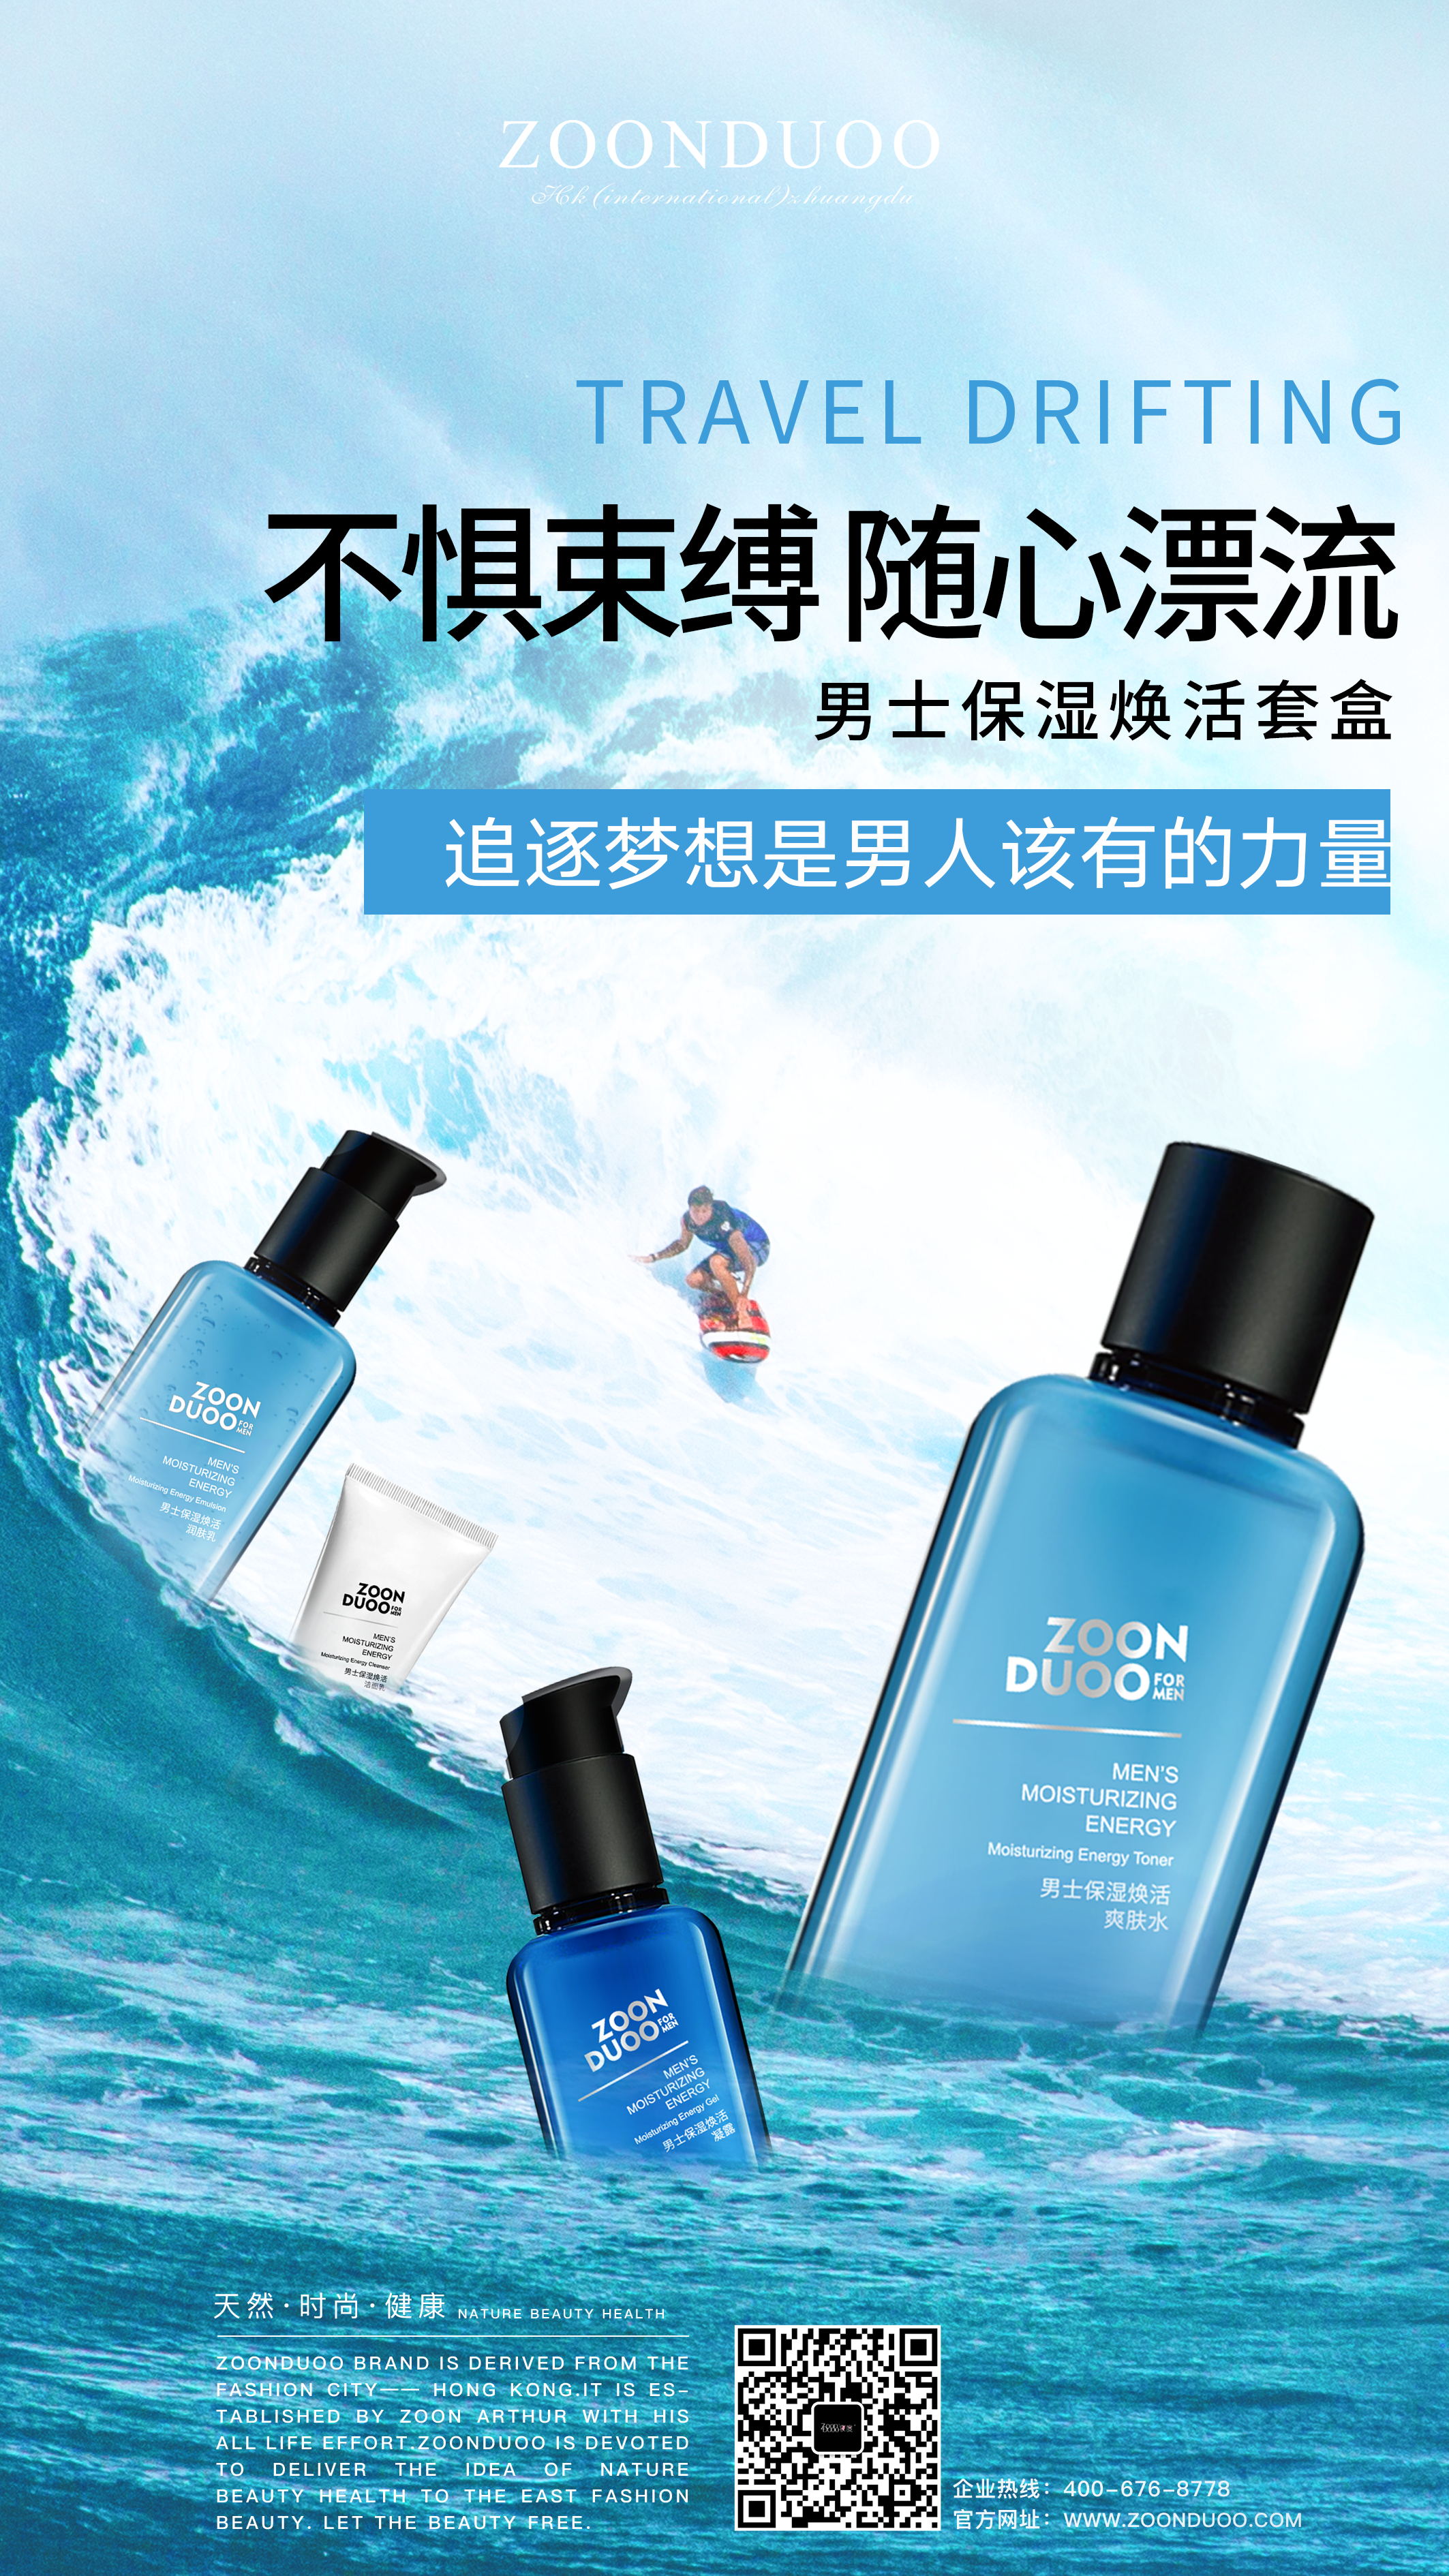 ZOONDUOO
Hk(international)zhuangdu
TRAVEL DRIFTING
不惧束缚 随心漂流
男士保湿焕活套盒
追逐梦想是男人该有的力量
ZOON
DUOO FOR MEN
MEN'S
MOISTURIZING
ENERGY
Moisturizing Energy Emulsion
男士保湿焕活
润肤乳
ZOON
DUOO FOR MEN
MEN'S
MOISTURIZING
ENERGY
Moisturizing Energy Cleanser
男士保湿焕活
洁面乳
ZOON
DUOO FOR MEN
MEN'S
MOISTURIZING
ENERGY
Moisturizing Energy Toner
男士保湿焕活
爽肤水
ZOON
DUOO FOR MEN
MEN'S
MOISTURIZING
ENERGY
Moisturizing Energy Gel
男士保湿焕活
凝露
天然·时尚·健康 NATURE BEAUTY HEALTH
ZOONDUOO BRAND IS DERIVED FROM THE
FASHION CITY—— HONG KONG.IT IS ES-
TABLISHED BY ZOON ARTHUR WITH HIS
ALL LIFE EFFORT.ZOONDUOO IS DEVOTED
TO DELIVER THE IDEA OF NATURE
BEAUTY HEALTH TO THE EAST FASHION
BEAUTY. LET THE BEAUTY FREE.
企业热线：400-676-8778
官方网址：WWW.ZOONDUOO.COM